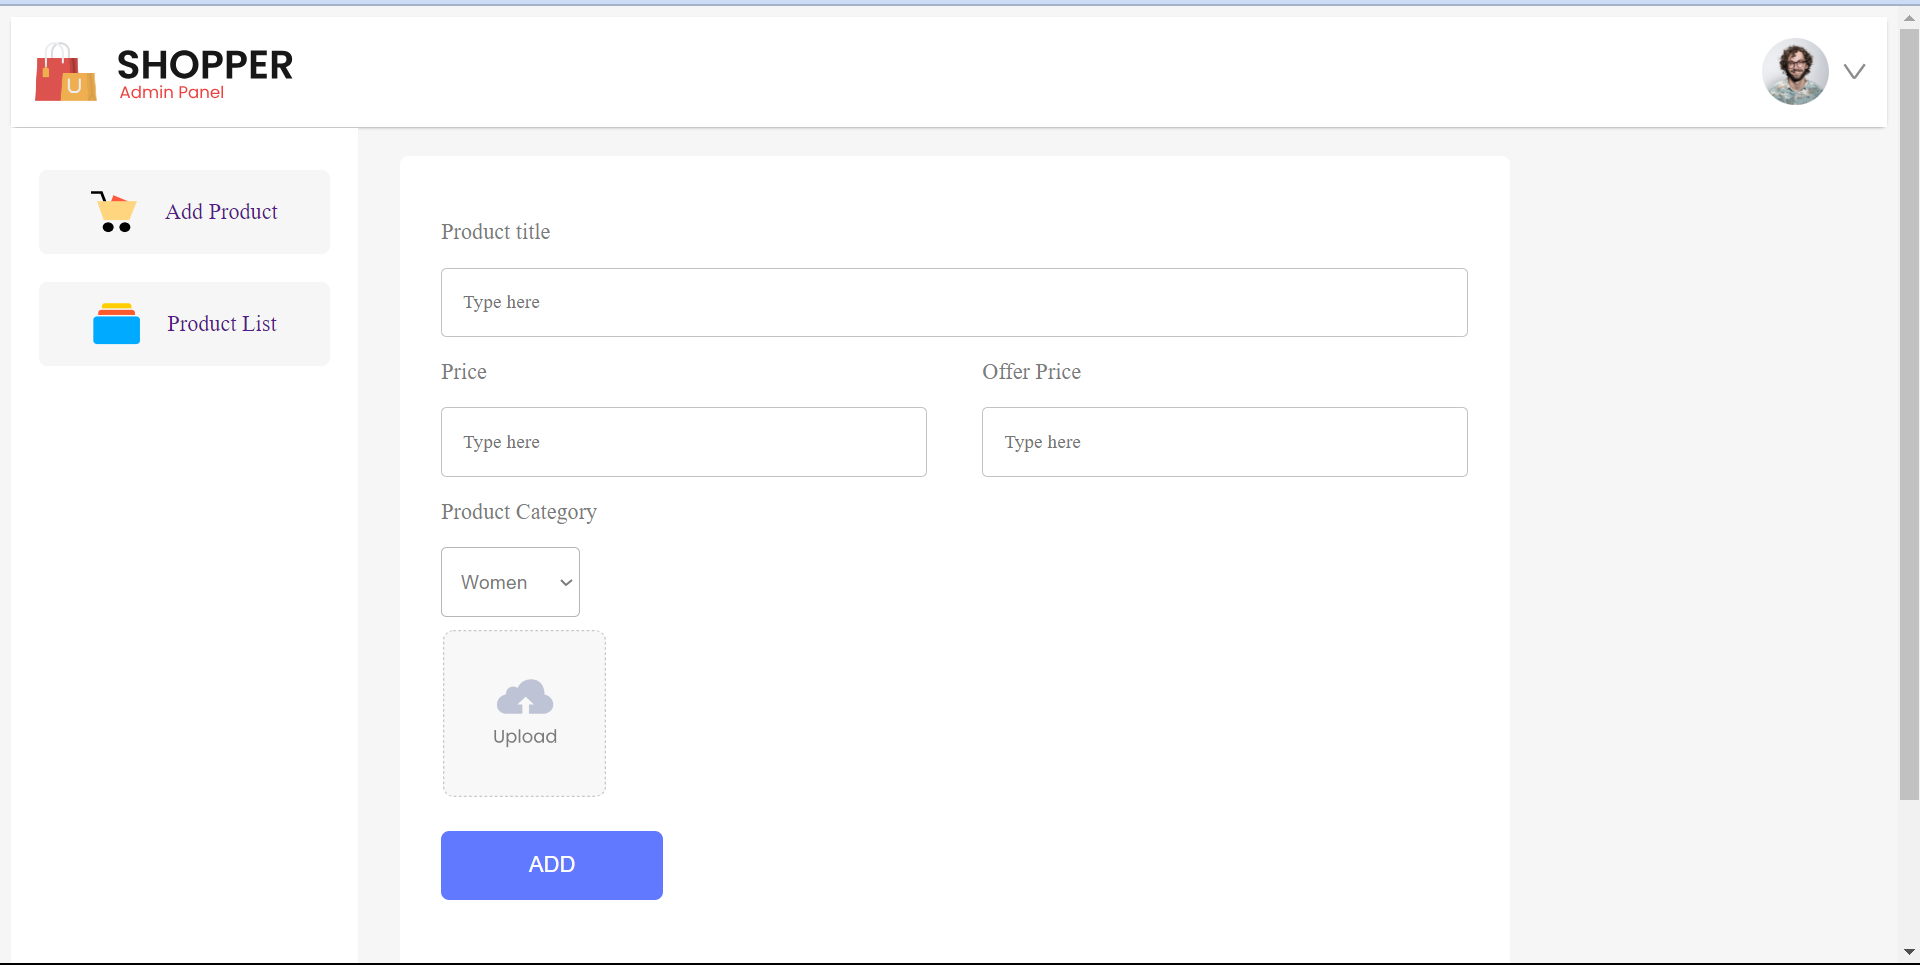 SHOPPER
Admin Panel
U
Add Product
Product List
Product title
Type here
Price
Offer Price
Type here
Type here
Product Category
Women
Upload
ADD